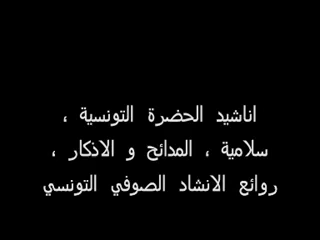 اناشيد الحضرة التونسية ،
سلامية ، المدائح و الاذكار ،
روائع الانشاد الصوفي التونسي